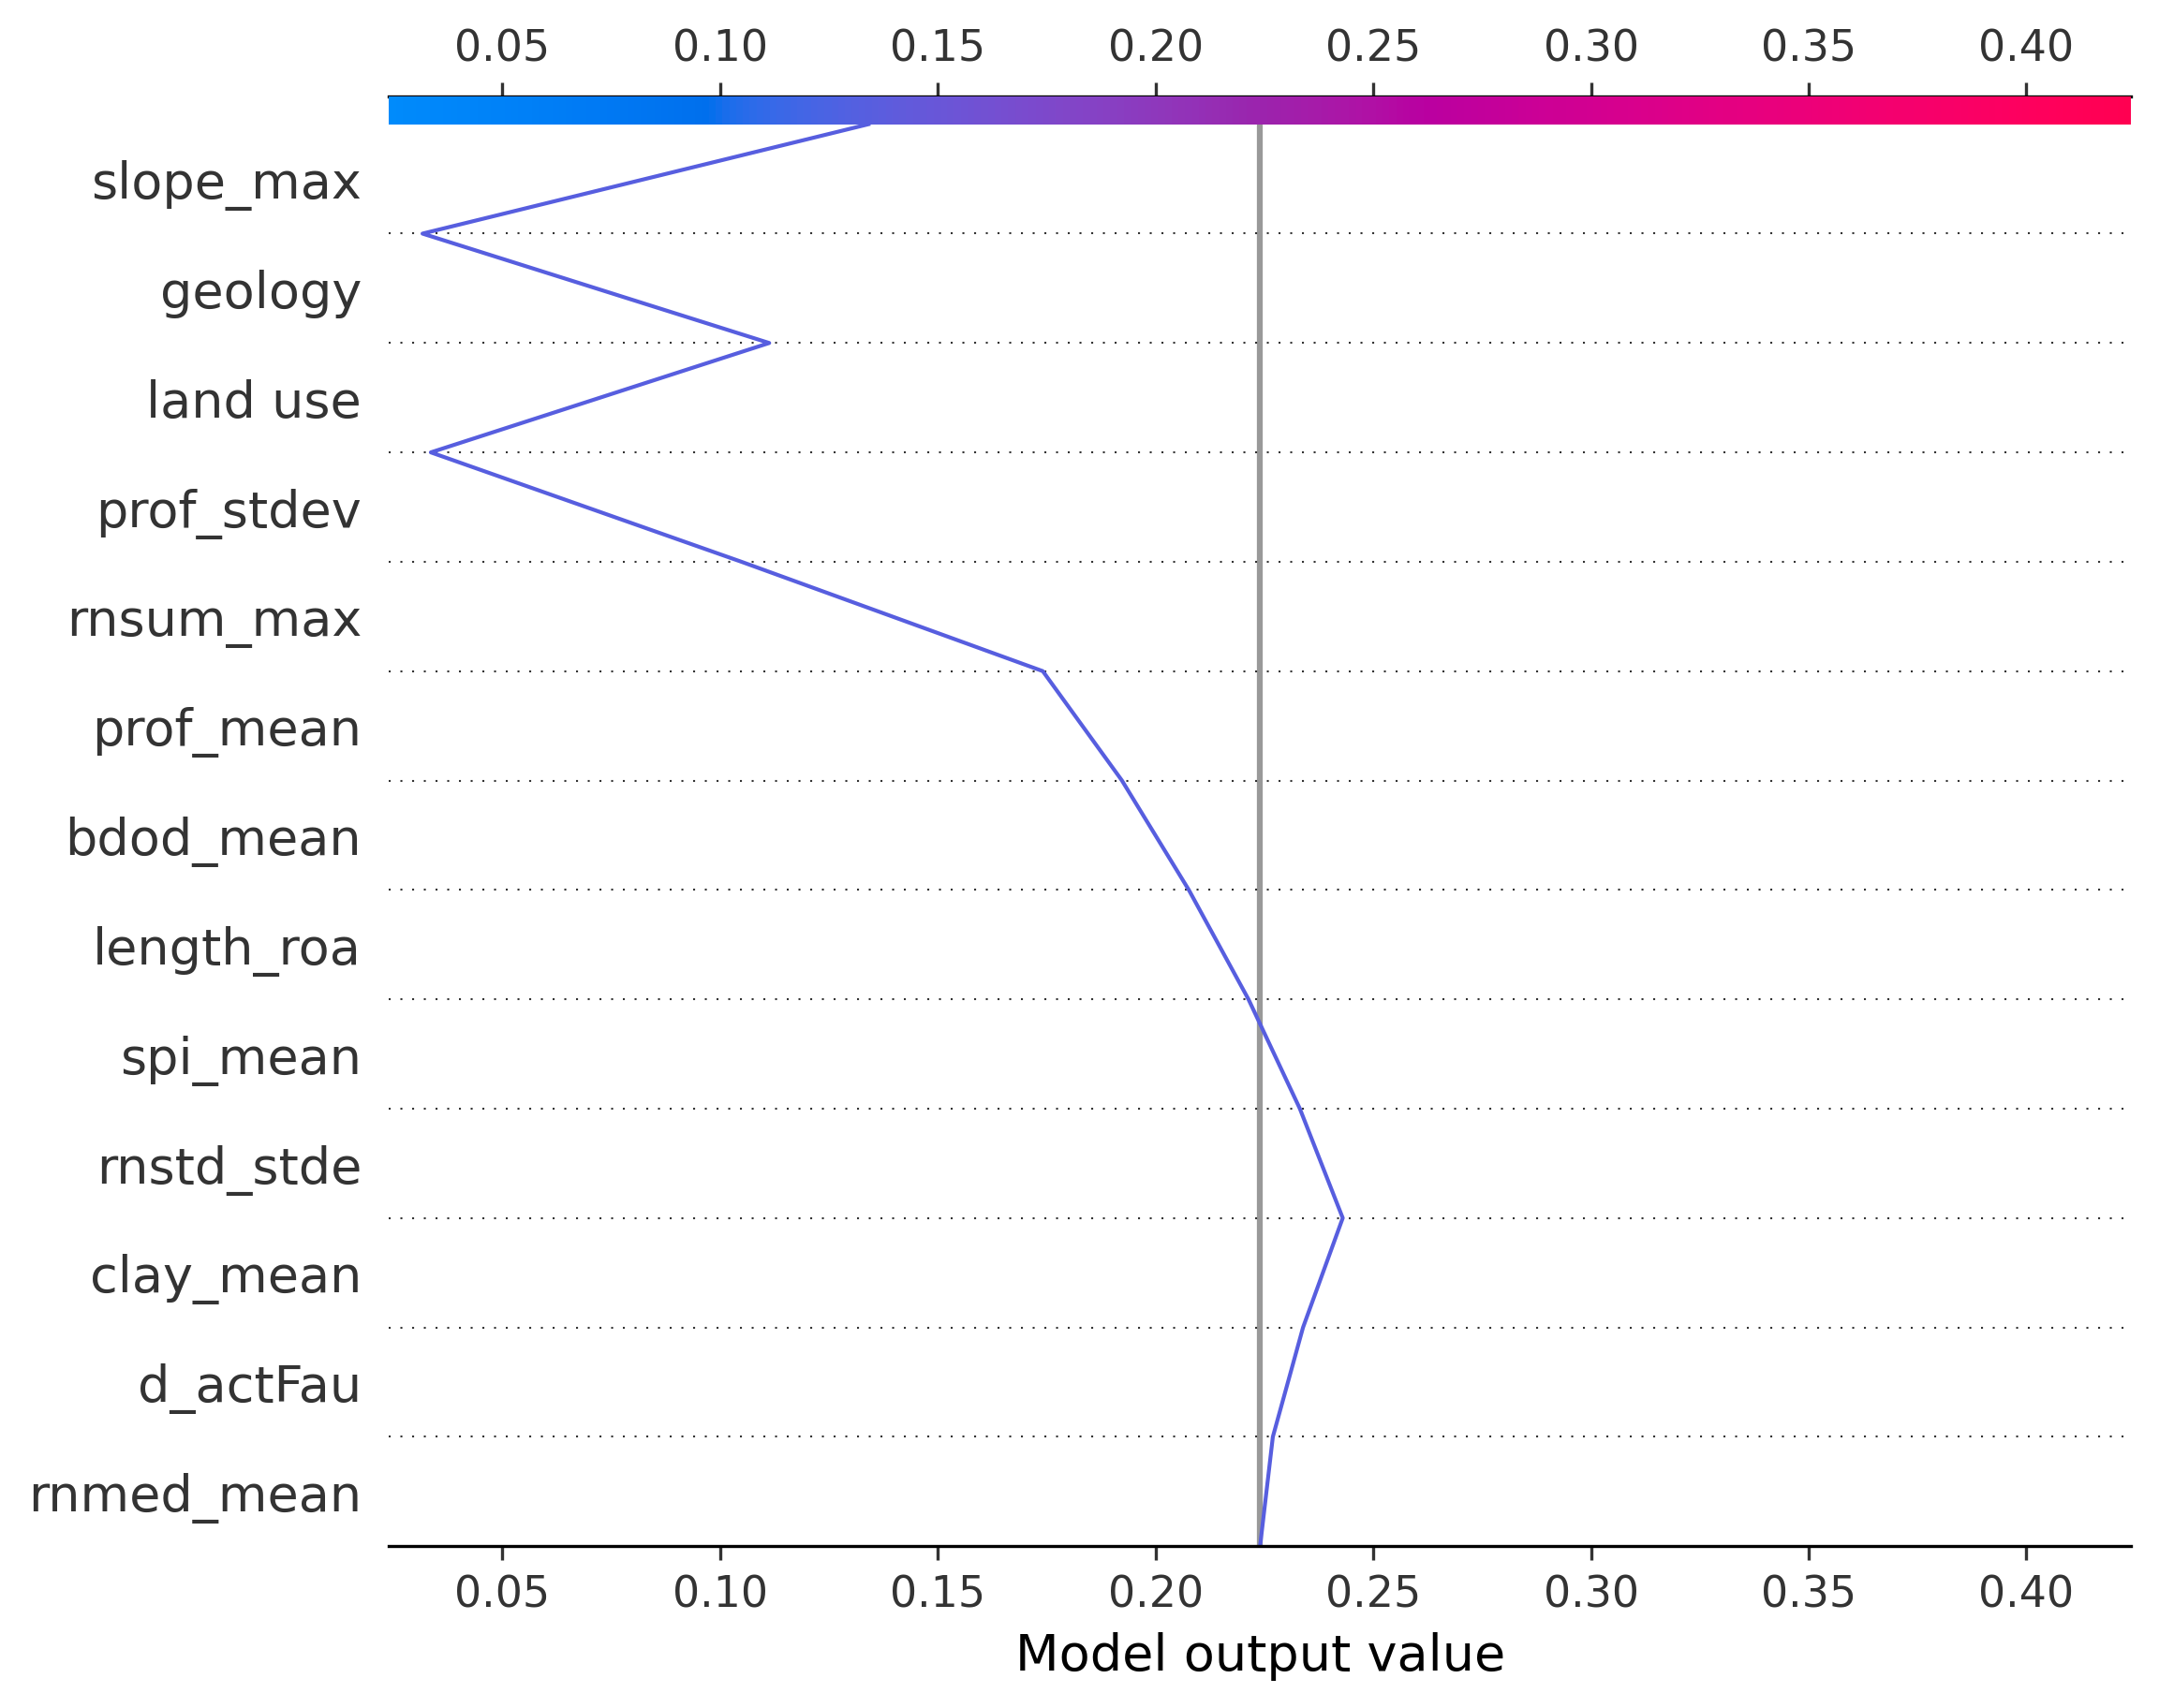 0.05 0.10 0.15 0.20 0.25 0.30 0.35 0.40
slope_max
geology
land use
prof_stdev
rnsum_max
prof_mean
bdod_mean
length_roa
spi_mean
rnstd_stde
clay_mean
d_actFau
rnmed_mean
0.05 0.10 0.15 0.20 0.25 0.30 0.35 0.40
Model output value